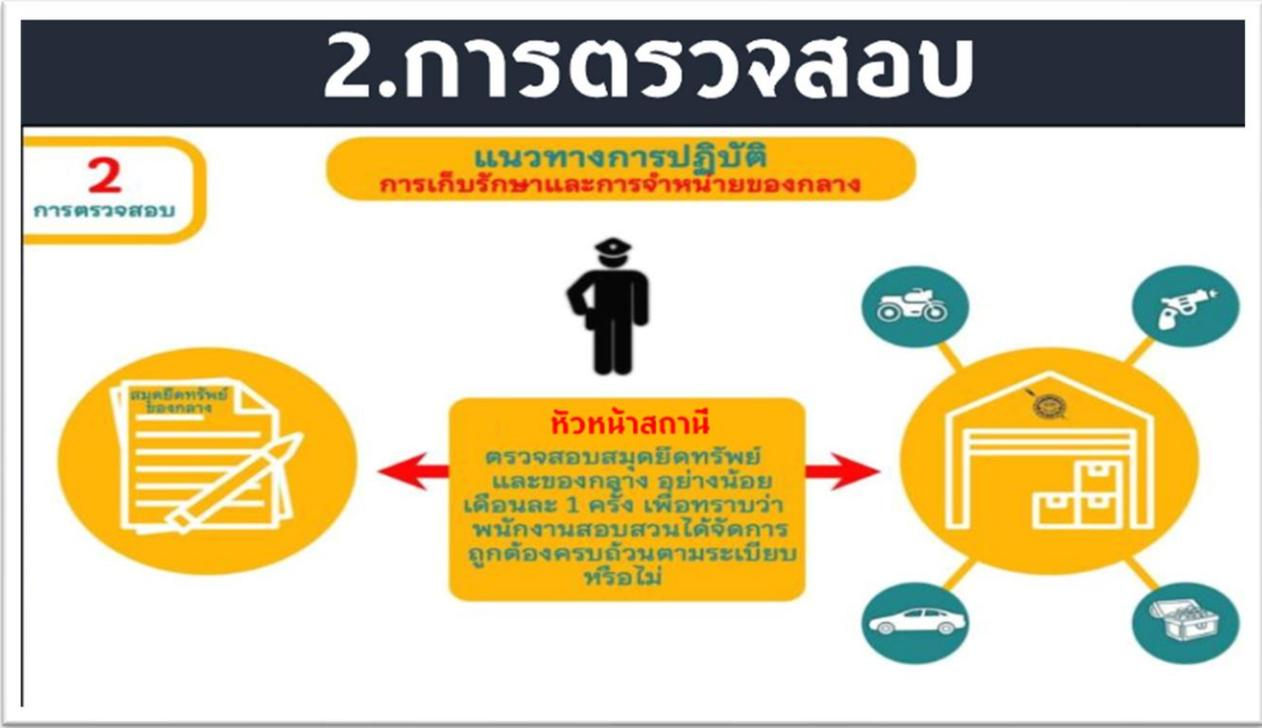 2.การตรวจสอบ
2
การตรวจสอบ
แนวทางการปฏิบัติ
การเก็บรักษาและการจำหน่ายของกลาง
สมุดยึดทรัพย์
ของกลาง
หัวหน้าสถานี
ตรวจสอบสมุดยึดทรัพย์
และของกลาง อย่างน้อย
เดือนละ 1 ครั้ง เพื่อทราบว่า
พนักงานสอบสวนได้จัดการ
ถูกต้องครบถ้วนตามระเบียบ
หรือไม่